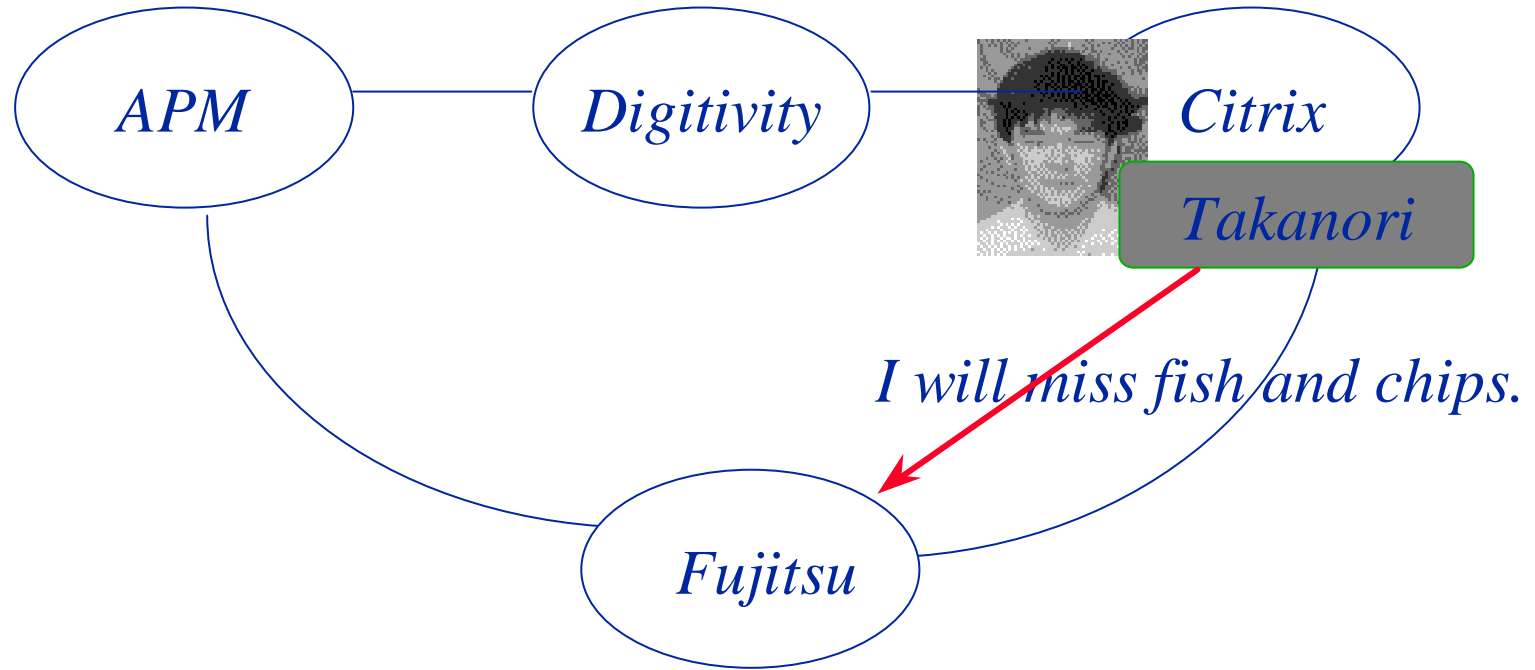 APM
Digitivity
Citrix
Takanori
I will miss fish and chips.
Fujitsu